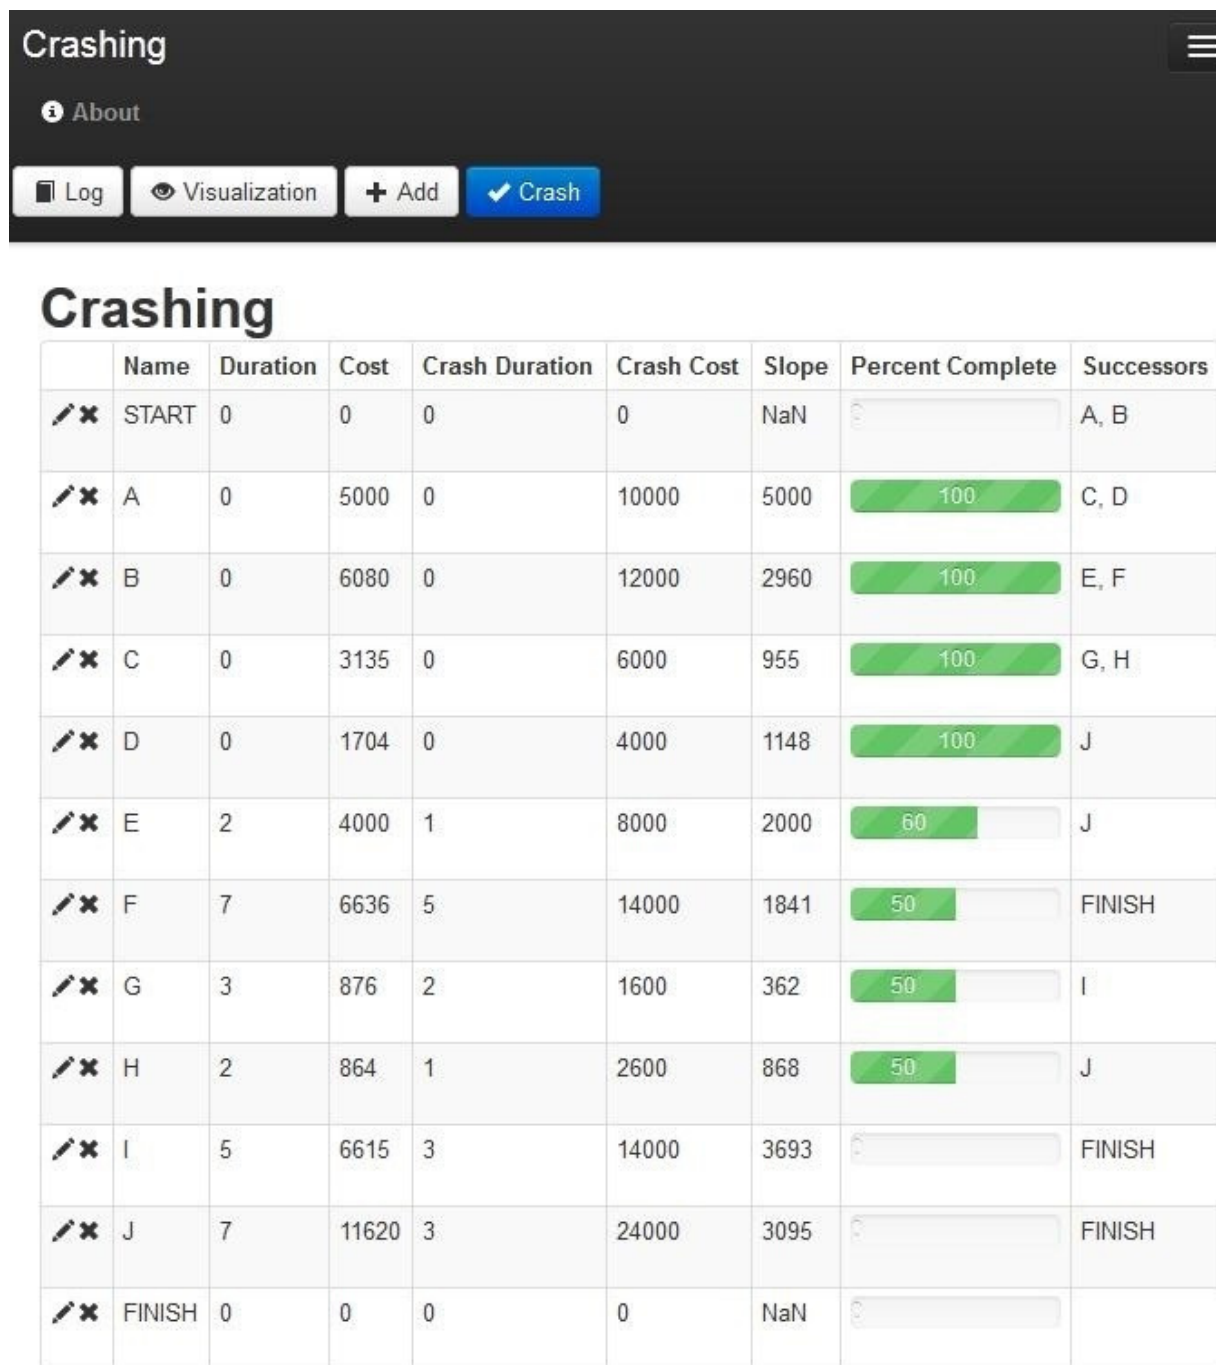 Crashing
About
Log Visualization Add Crash
Crashing
Name Duration Cost Crash Duration Crash Cost Slope Percent Complete Successors
START 0 0 0 0 NaN A, B
A 0 5000 0 10000 5000 100 C, D
B 0 6080 0 12000 2960 100 E, F
C 0 3135 0 6000 955 100 G, H
D 0 1704 0 4000 1148 100 J
E 2 4000 1 8000 2000 60 J
F 7 6636 5 14000 1841 50 FINISH
G 3 876 2 1600 362 50 I
H 2 864 1 2600 868 50 J
I 5 6615 3 14000 3693 FINISH
J 7 11620 3 24000 3095 FINISH
FINISH 0 0 0 0 NaN